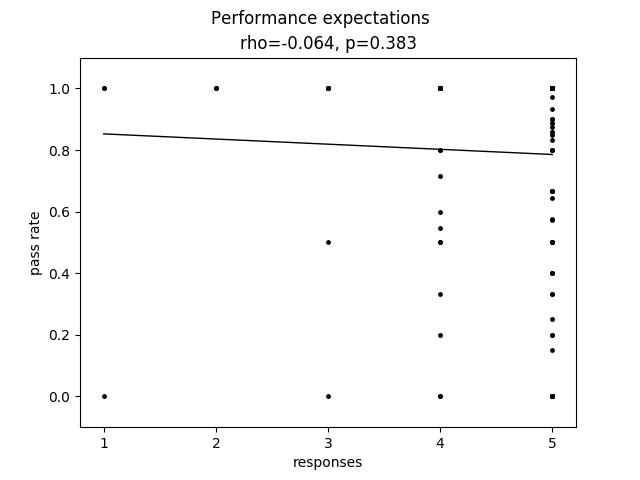 Performance expectations
rho=-0.064, p=0.383
1.0
0.8
0.6
0.4
0.2
0.0
pass rate
1 2 3 4 5
responses